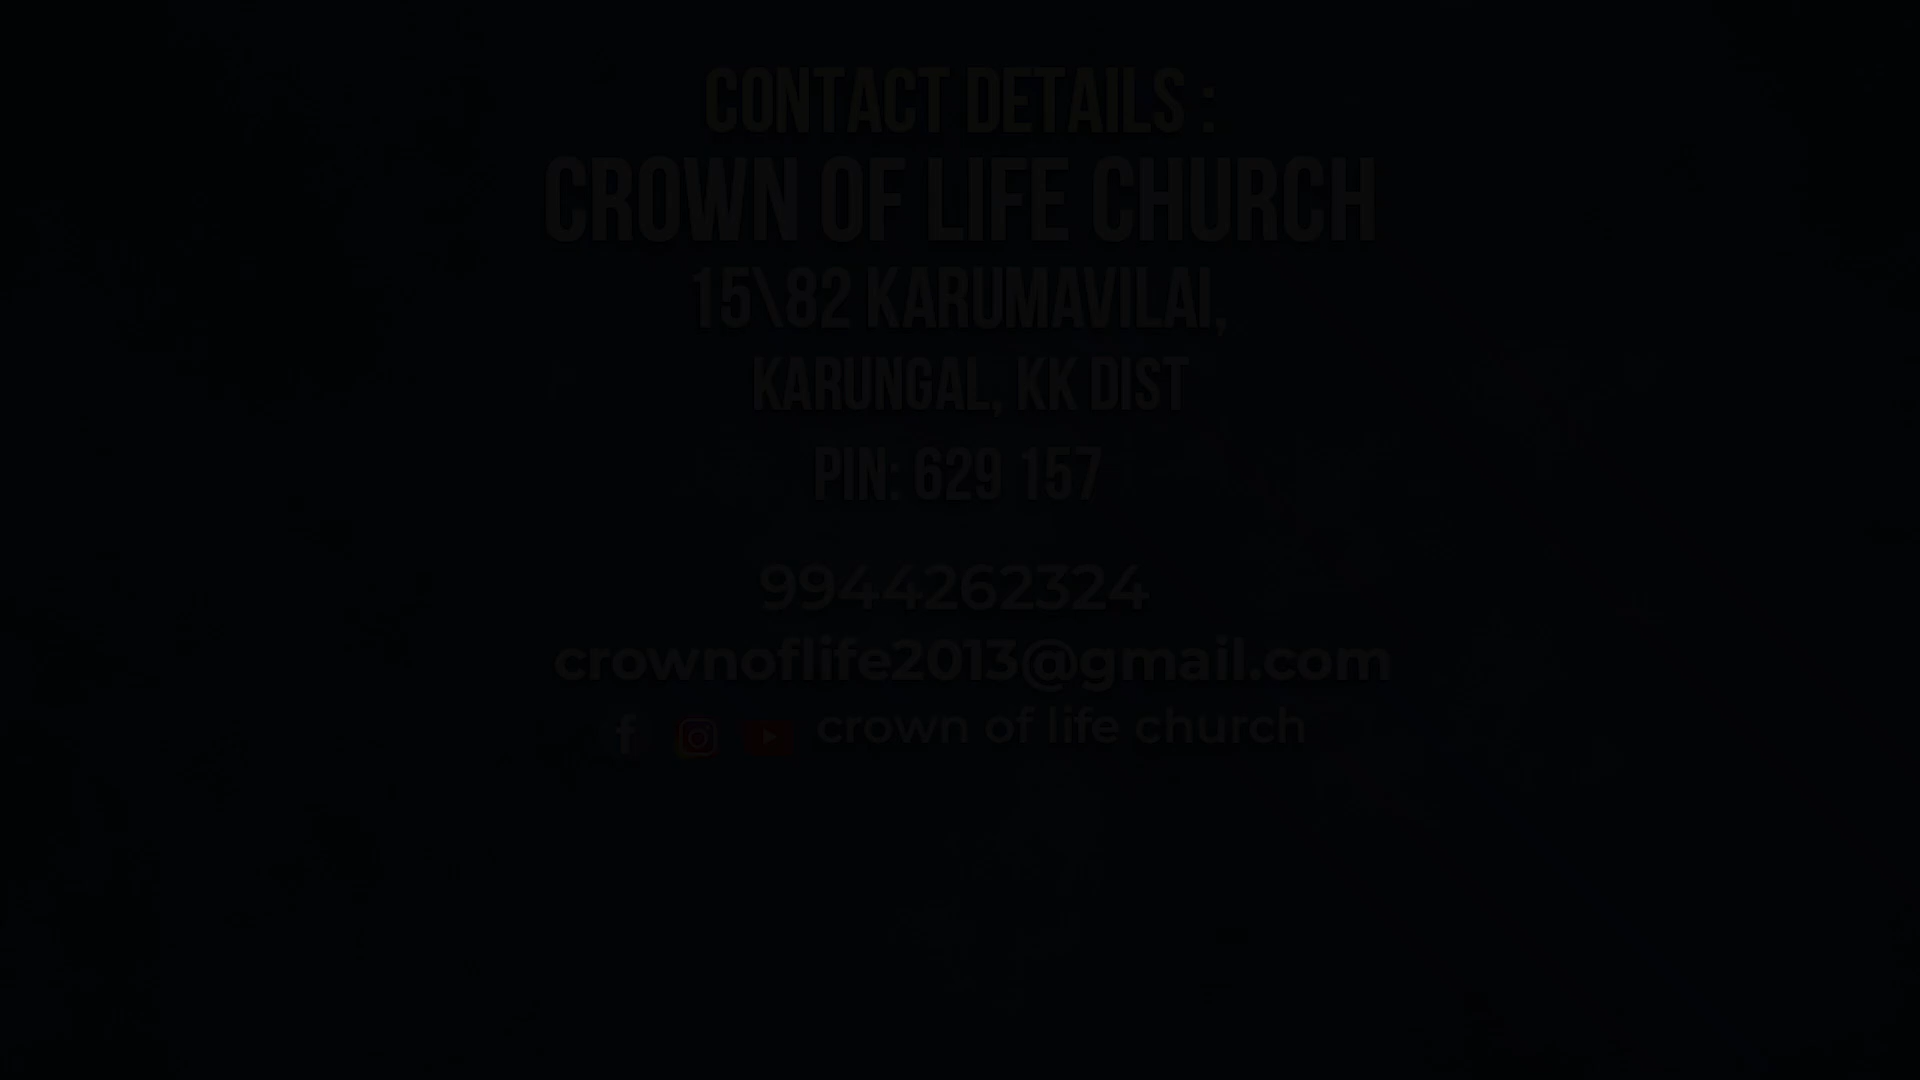 CONTACT DETAILS :
CROWN OF LIFE CHURCH
15\82 KARUMAVILAI,
KARUNGAL, KK DIST
PIN: 629 157
9944262324
crownoflife2013@gmail.com
crown of life church